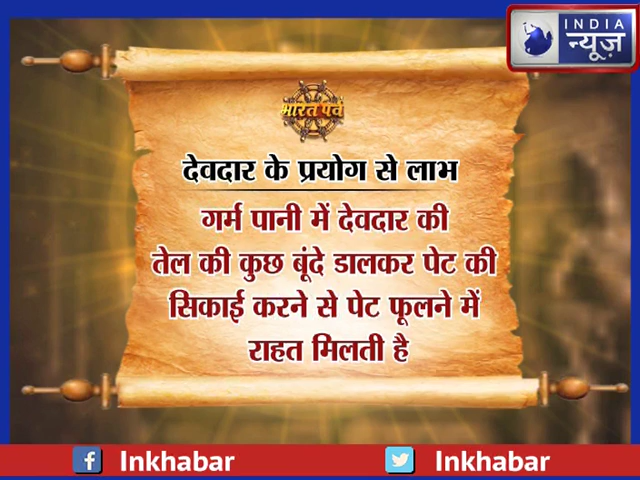 INDIA
न्यूज़
भारत पर्व
देवदार के प्रयोग से लाभ
गर्म पानी में देवदार की
तेल की कुछ बूंदे डालकर पेट की
सिकाई करने से पेट फूलने में
राहत मिलती है
Inkhabar Inkhabar